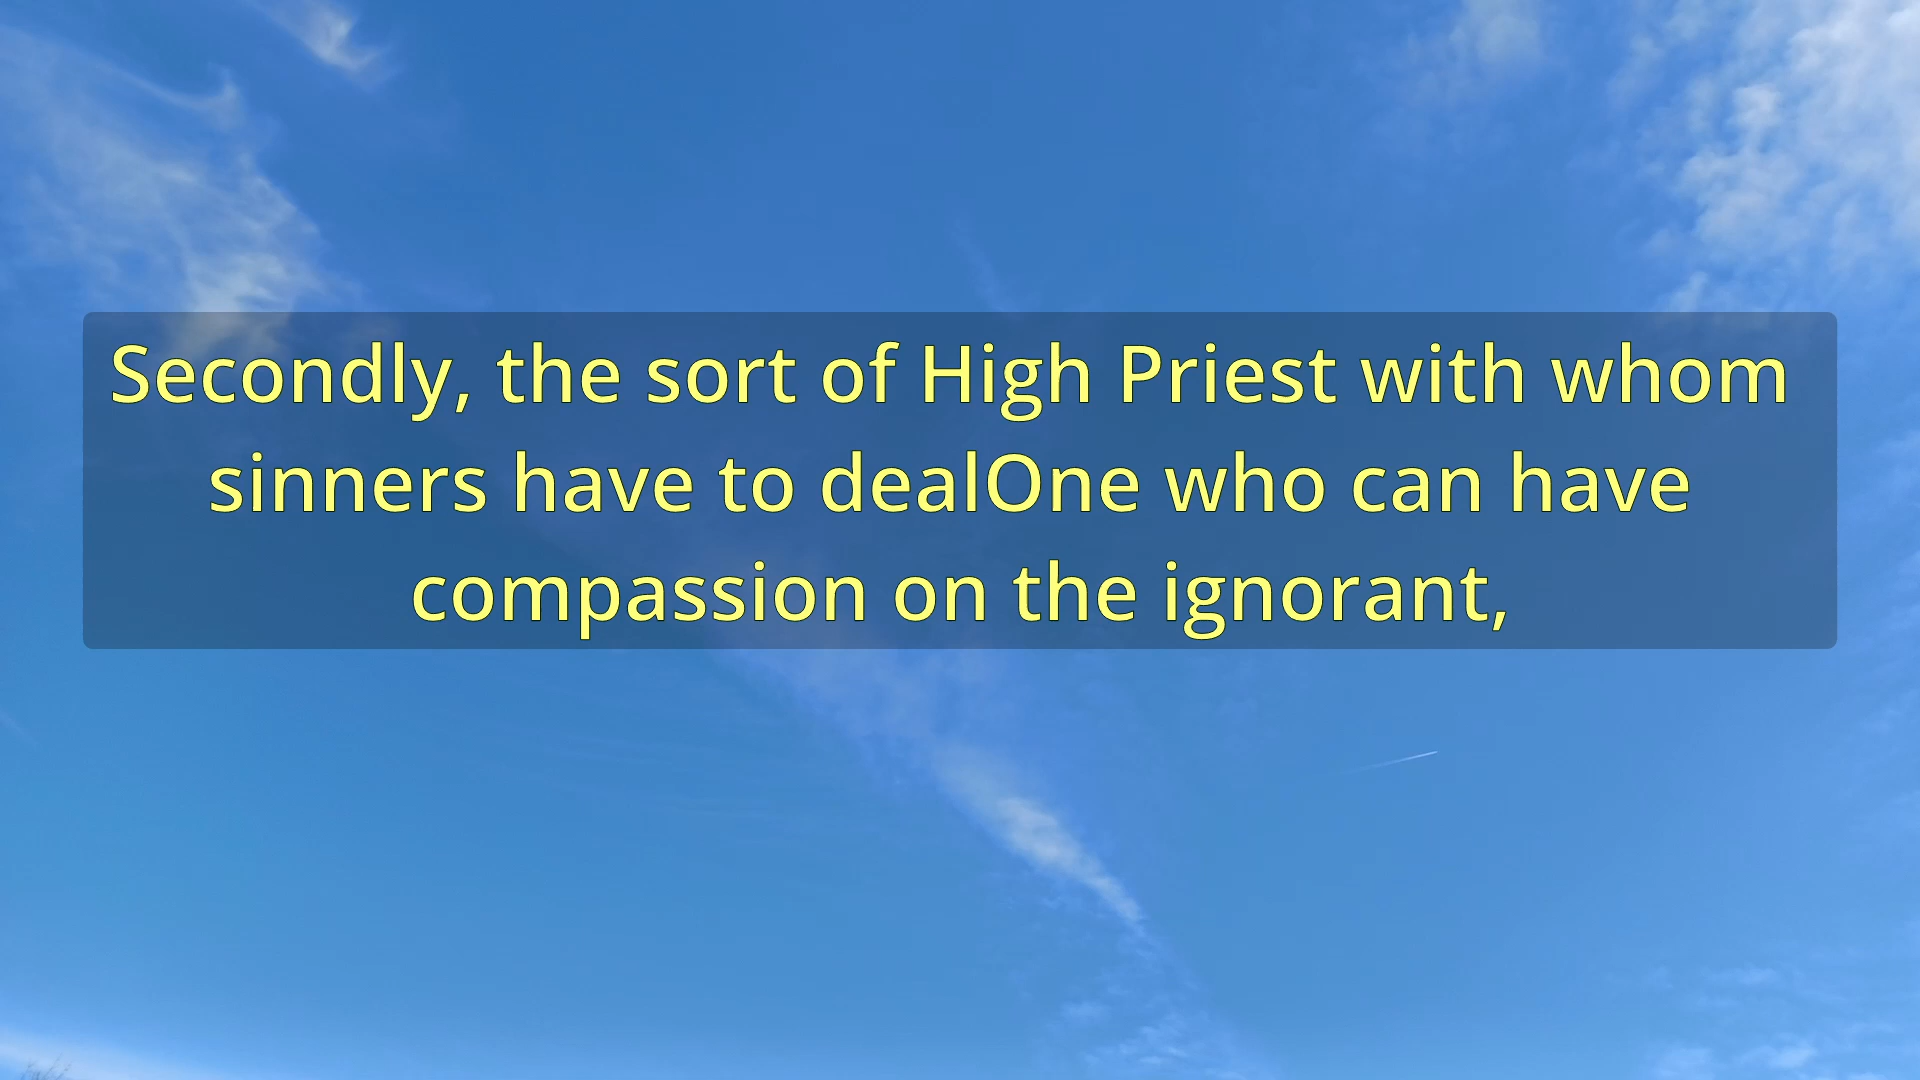 Secondly, the sort of High Priest with whom
sinners have to dealOne who can have
compassion on the ignorant,